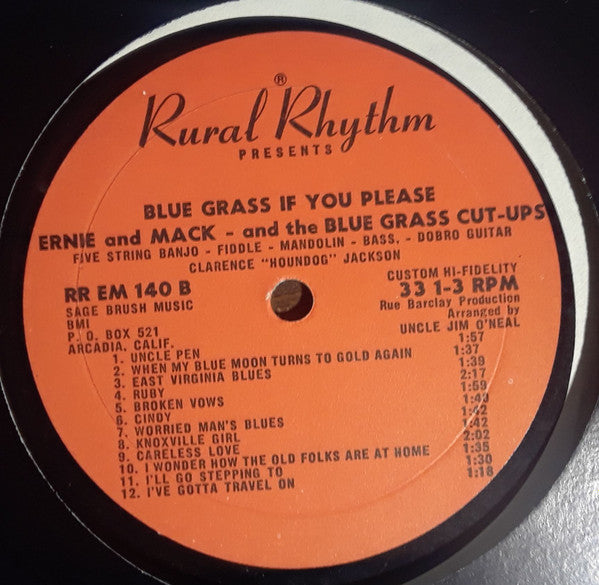 ®
Rural Rhythm
PRESENTS
BLUE GRASS IF YOU PLEASE
ERNIE and MACK - and the BLUE GRASS CUT-UPS
FIVE STRING BANJO - FIDDLE - MANDOLIN - BASS. - DOBRO GUITAR
CLARENCE "HOUNDOG" JACKSON
RR EM 140 B
SAGE BRUSH MUSIC
BMI
P. O. BOX 521
ARCADIA, CALIF.
CUSTOM HI-FIDELITY
33 1-3 RPM
Rue Barclay Production
Arranged by
UNCLE JIM O'NEAL
1. UNCLE PEN 1:57
2. WHEN MY BLUE MOON TURNS TO GOLD AGAIN 1:37
3. EAST VIRGINIA BLUES 1:39
4. RUBY 2:17
5. BROKEN VOWS 1:59
6. CINDY
7. WORRIED MAN'S BLUES 1:42
8. KNOXVILLE GIRL 1:42
9. CARELESS LOVE 2:02
10. I WONDER HOW THE OLD FOLKS ARE AT HOME 1:35
11. I'LL GO STEPPING TO 1:30
12. I'VE GOTTA TRAVEL ON 1:18